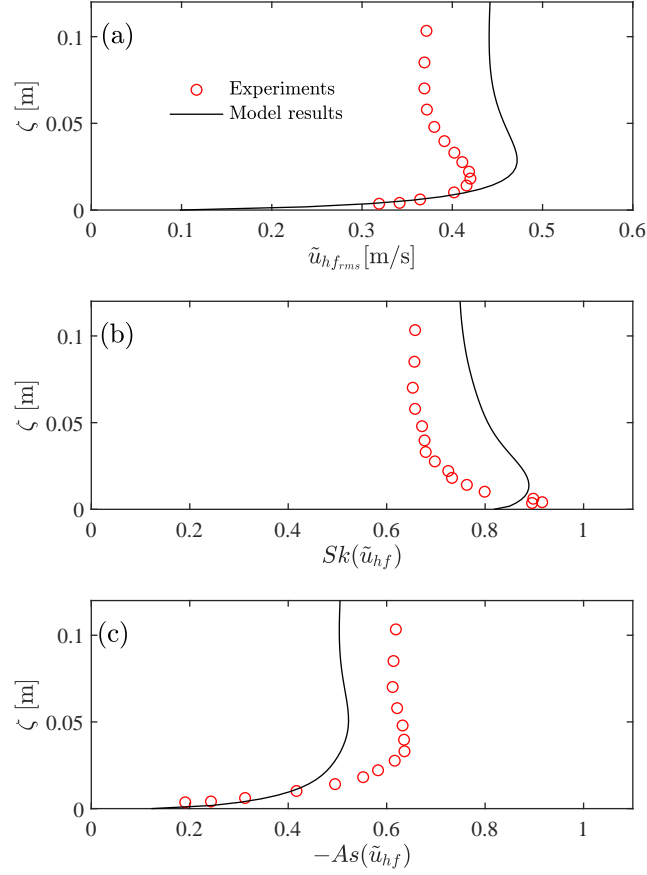 0.1
(a)
ζ [m]
Experiments
Model results
0.05
0
0 0.1 0.2 0.3 0.4 0.5 0.6
ũ_{hf_{rms}}[m/s]
0.1
(b)
ζ [m]
0.05
0
0 0.2 0.4 0.6 0.8 1
Sk(ũ_{hf})
0.1
(c)
ζ [m]
0.05
0
0 0.2 0.4 0.6 0.8 1
−As(ũ_{hf})